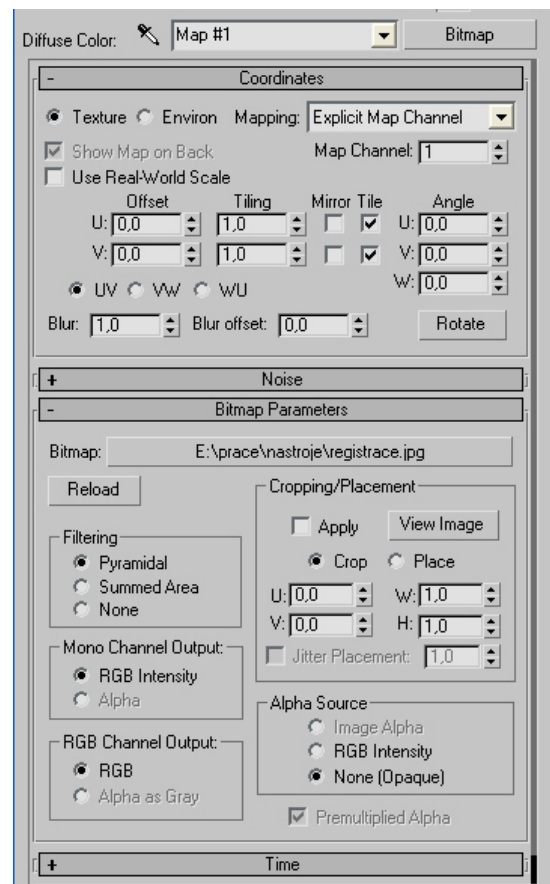 Diffuse Color: Map #1 Bitmap
- Coordinates
Texture Environ Mapping: Explicit Map Channel
Show Map on Back Map Channel: 1
Use Real-World Scale
Offset Tiling Mirror Tile Angle
U: 0,0 1,0 U: 0,0
V: 0,0 1,0 V: 0,0
UV VW WU W: 0,0
Blur: 1,0 Blur offset: 0,0 Rotate
+ Noise
- Bitmap Parameters
Bitmap: E:\prace\nastroje\registrace.jpg
Reload
Cropping/Placement
Apply View Image
Crop Place
U: 0,0 W: 1,0
V: 0,0 H: 1,0
Jitter Placement: 1,0
Filtering
Pyramidal
Summed Area
None
Mono Channel Output:
RGB Intensity
Alpha
Alpha Source
Image Alpha
RGB Intensity
None (Opaque)
RGB Channel Output:
RGB
Alpha as Gray
Premultiplied Alpha
+ Time